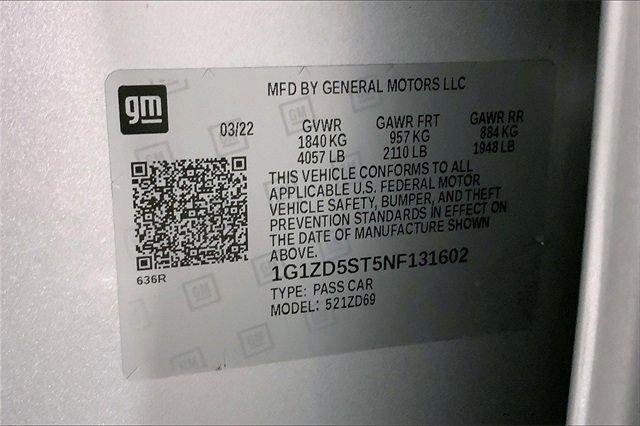 gm
MFD BY GENERAL MOTORS LLC
03/22
GVWR GAWR FRT GAWR RR
1840 KG 957 KG 884 KG
4057 LB 2110 LB 1948 LB
THIS VEHICLE CONFORMS TO ALL
APPLICABLE U.S. FEDERAL MOTOR
VEHICLE SAFETY, BUMPER, AND THEFT
PREVENTION STANDARDS IN EFFECT ON
THE DATE OF MANUFACTURE SHOWN
ABOVE.
636R
1G1ZD5ST5NF131602
TYPE: PASS CAR
MODEL: 521ZD69